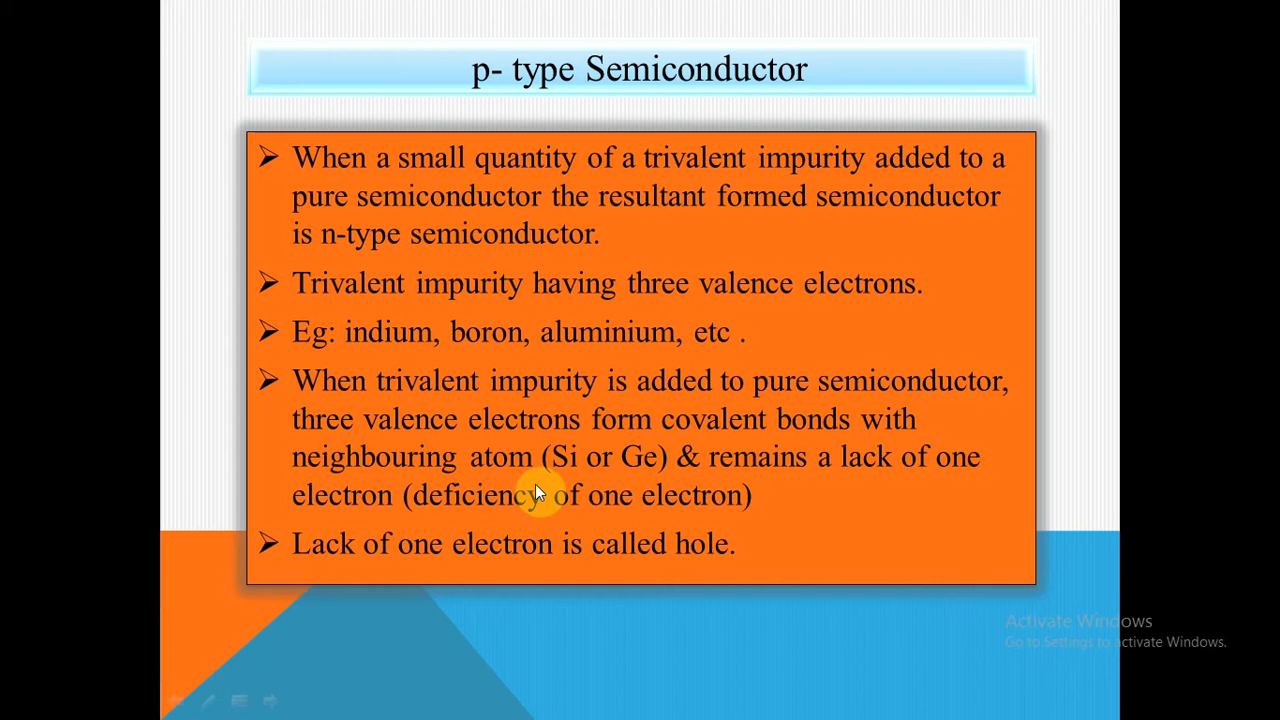 p- type Semiconductor
➢ When a small quantity of a trivalent impurity added to a
pure semiconductor the resultant formed semiconductor
is n-type semiconductor.
➢ Trivalent impurity having three valence electrons.
➢ Eg: indium, boron, aluminium, etc .
➢ When trivalent impurity is added to pure semiconductor,
three valence electrons form covalent bonds with
neighbouring atom (Si or Ge) & remains a lack of one
electron (deficiency of one electron)
➢ Lack of one electron is called hole.
Activate Windows
Go to Settings to activate Windows.